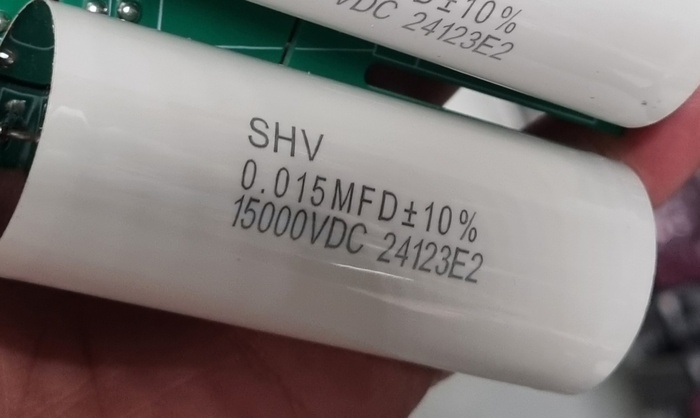 ±10%
VDC 24123E2
SHV
0.015MFD±10%
15000VDC 24123E2